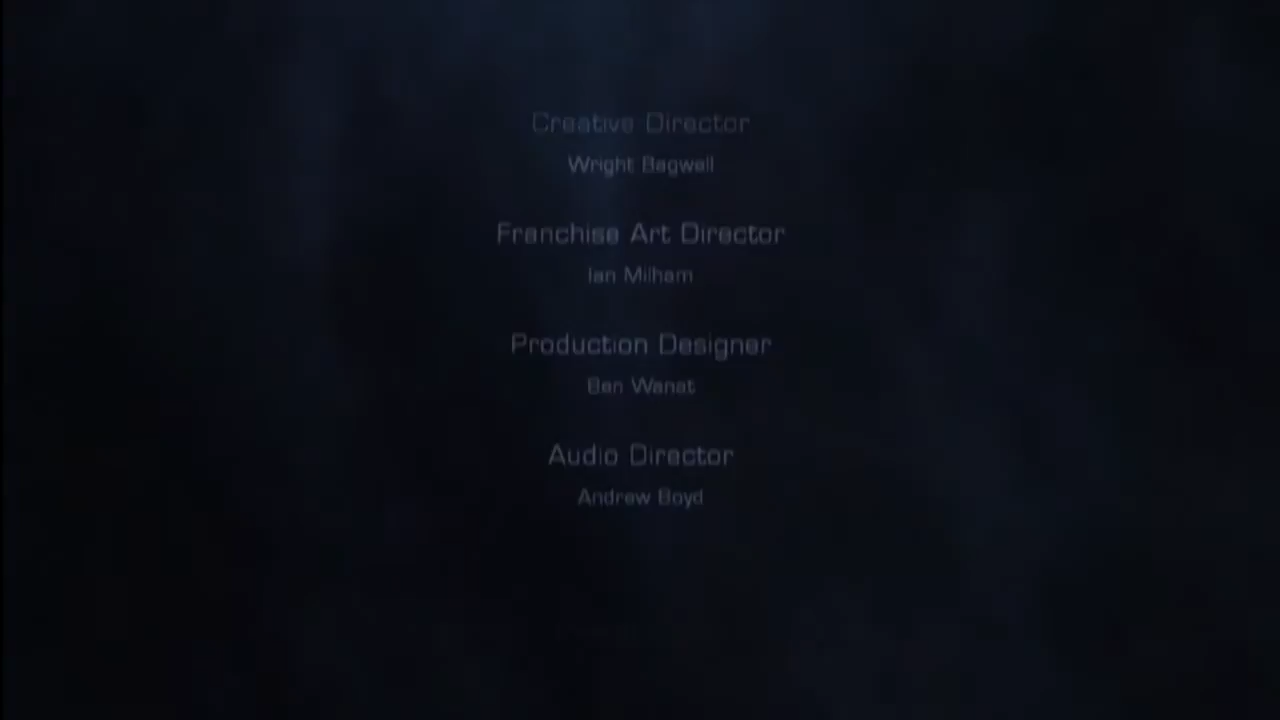 Creative Director
Wright Bagwell
Franchise Art Director
Ian Milham
Production Designer
Ben Wanat
Audio Director
Andrew Boyd